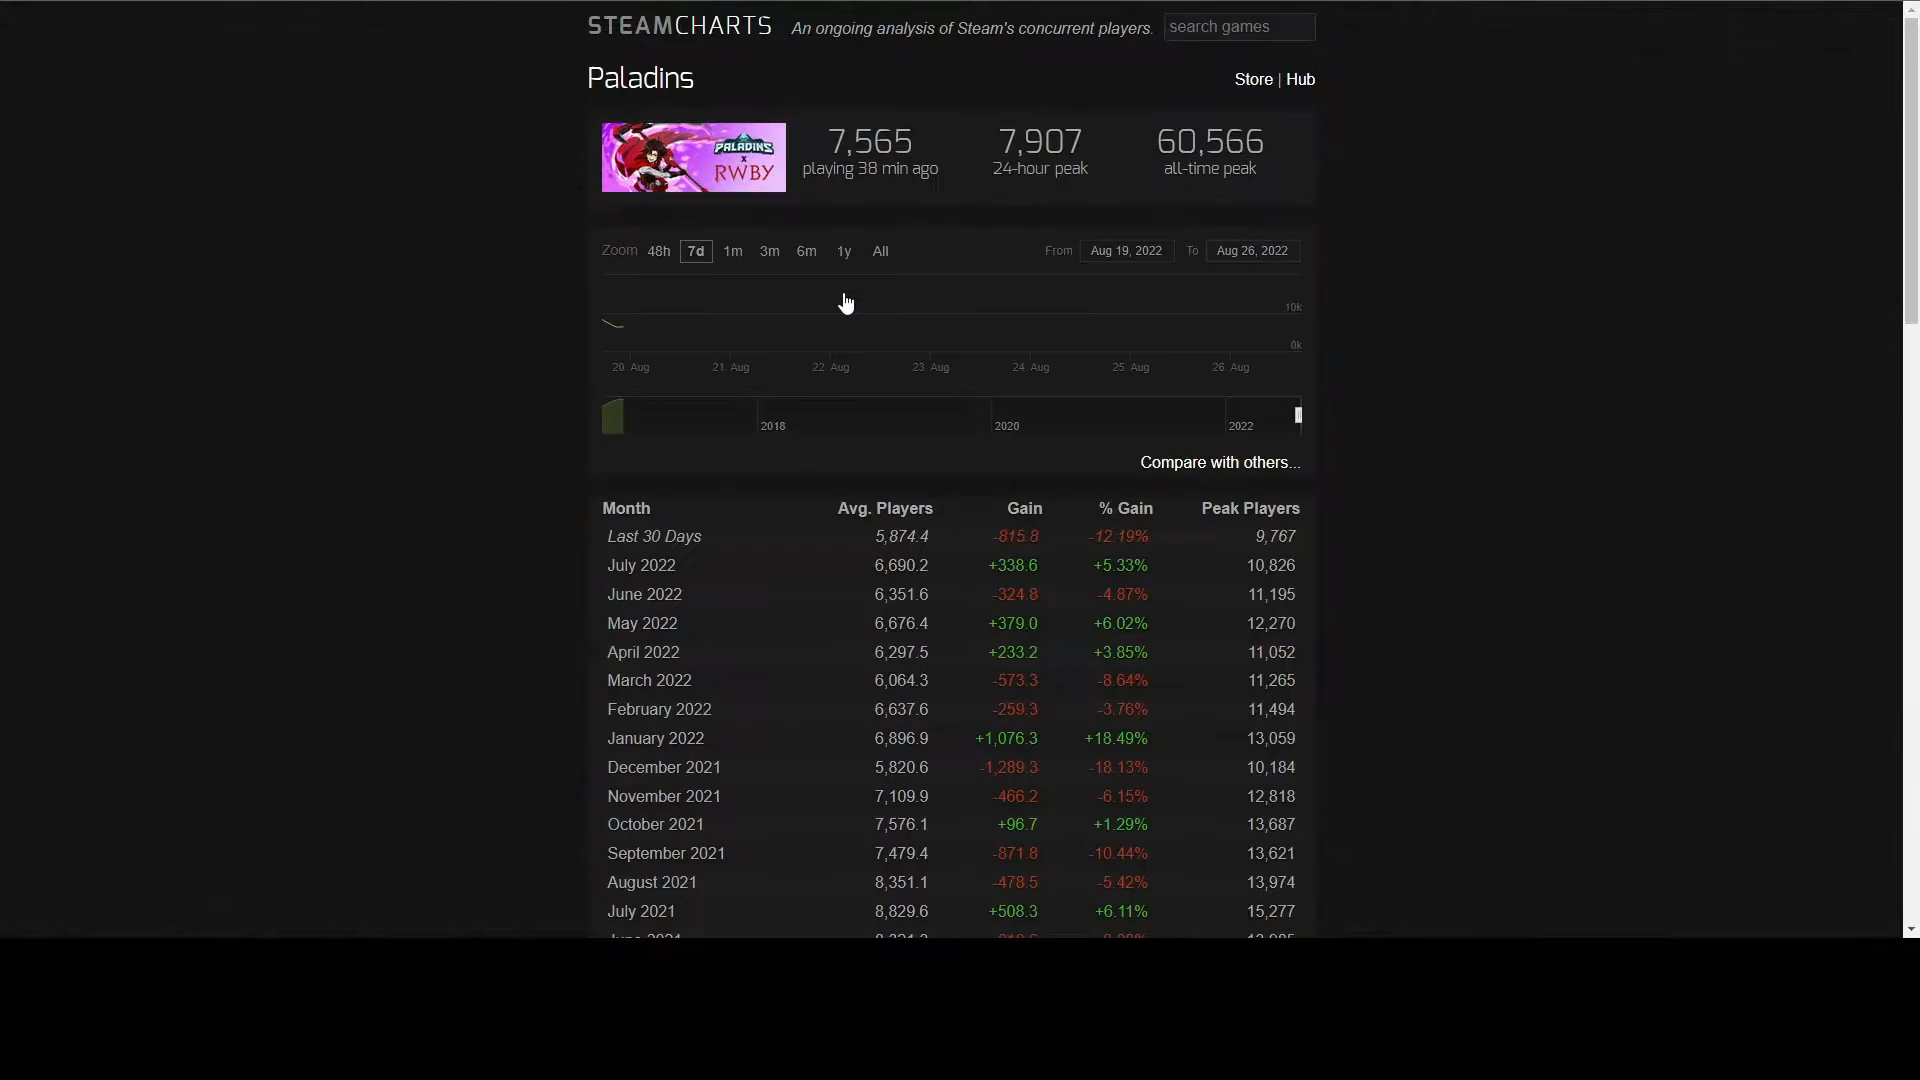 STEAMCHARTS An ongoing analysis of Steam's concurrent players. search games
Paladins Store | Hub
PALADINS
x
RWBY
7,565 7,907 60,566
playing 38 min ago 24-hour peak all-time peak
Zoom 48h 7d 1m 3m 6m 1y All From Aug 19, 2022 To Aug 26, 2022
10k
0k
20. Aug 21. Aug 22. Aug 23. Aug 24. Aug 25. Aug 26. Aug
2018 2020 2022
Compare with others...
Month Avg. Players Gain % Gain Peak Players
Last 30 Days 5,874.4 -815.8 -12.19% 9,767
July 2022 6,690.2 +338.6 +5.33% 10,826
June 2022 6,351.6 -324.8 -4.87% 11,195
May 2022 6,676.4 +379.0 +6.02% 12,270
April 2022 6,297.5 +233.2 +3.85% 11,052
March 2022 6,064.3 -573.3 -8.64% 11,265
February 2022 6,637.6 -259.3 -3.76% 11,494
January 2022 6,896.9 +1,076.3 +18.49% 13,059
December 2021 5,820.6 -1,289.3 -18.13% 10,184
November 2021 7,109.9 -466.2 -6.15% 12,818
October 2021 7,576.1 +96.7 +1.29% 13,687
September 2021 7,479.4 -871.8 -10.44% 13,621
August 2021 8,351.1 -478.5 -5.42% 13,974
July 2021 8,829.6 +508.3 +6.11% 15,277